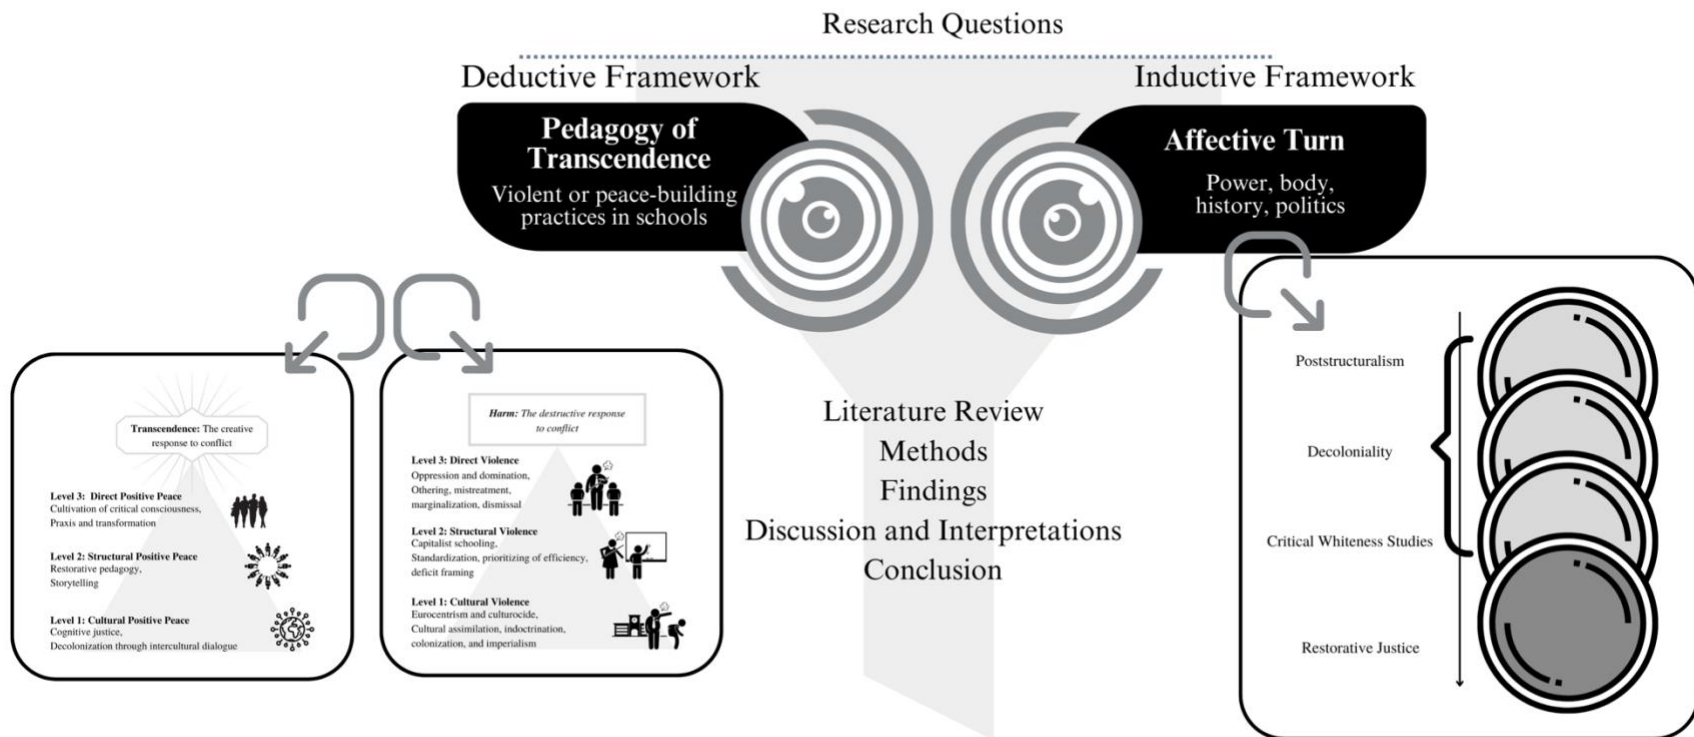 Research Questions
Deductive Framework
Pedagogy of
Transcendence
Violent or peace-building
practices in schools
Inductive Framework
Affective Turn
Power, body,
history, politics
Transcendence: The creative
response to conflict
Level 3: Direct Positive Peace
Cultivation of critical consciousness,
Praxis and transformation
Level 2: Structural Positive Peace
Restorative pedagogy,
Storytelling
Level 1: Cultural Positive Peace
Cognitive justice,
Decolonization through intercultural dialogue
Harm: The destructive response
to conflict
Level 3: Direct Violence
Oppression and domination,
Othering, mistreatment,
marginalization, dismissal
Level 2: Structural Violence
Capitalist schooling,
Standardization, prioritizing of efficiency,
deficit framing
Level 1: Cultural Violence
Eurocentrism and culturocide,
Cultural assimilation, indoctrination,
colonization, and imperialism
Literature Review
Methods
Findings
Discussion and Interpretations
Conclusion
Poststructuralism
Decoloniality
Critical Whiteness Studies
Restorative Justice